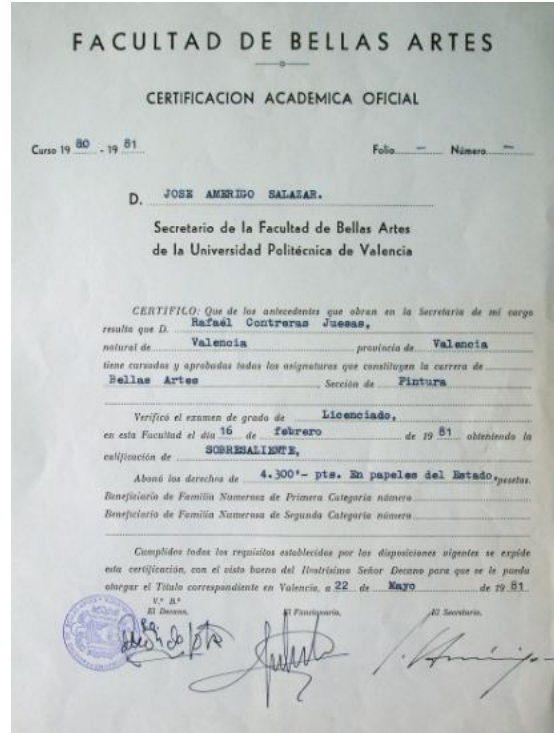 FACULTAD DE BELLAS ARTES
CERTIFICACION ACADEMICA OFICIAL
Curso 19 80 - 19 81 Folio — Número —
D. JOSE AMERIGO SALAZAR.
Secretario de la Facultad de Bellas Artes
de la Universidad Politécnica de Valencia
CERTIFICO: Que de los antecedentes que obran en la Secretaría de mi cargo
resulta que D. Rafaél Contreras Juesas,
natural de Valencia provincia de Valencia
tiene cursadas y aprobadas todas las asignaturas que constituyen la carrera de
Bellas Artes Sección de Pintura
Verificó el examen de grado de Licenciado,
en esta Facultad el día 16 de febrero de 19 81 obteniendo la
calificación de SOBRESALIENTE,
Abonó los derechos de 4.300'- pts. En papeles del Estado, pesetas.
Beneficiario de Familia Numerosa de Primera Categoría número
Beneficiario de Familia Numerosa de Segunda Categoría número
Cumplidos todos los requisitos establecidos por las disposiciones vigentes se expide
esta certificación, con el visto bueno del Ilustrísimo Señor Decano para que se le pueda
otorgar el Título correspondiente en Valencia, a 22 de Mayo de 19 81
V.º B.º
El Decano, El Funcionario, El Secretario,